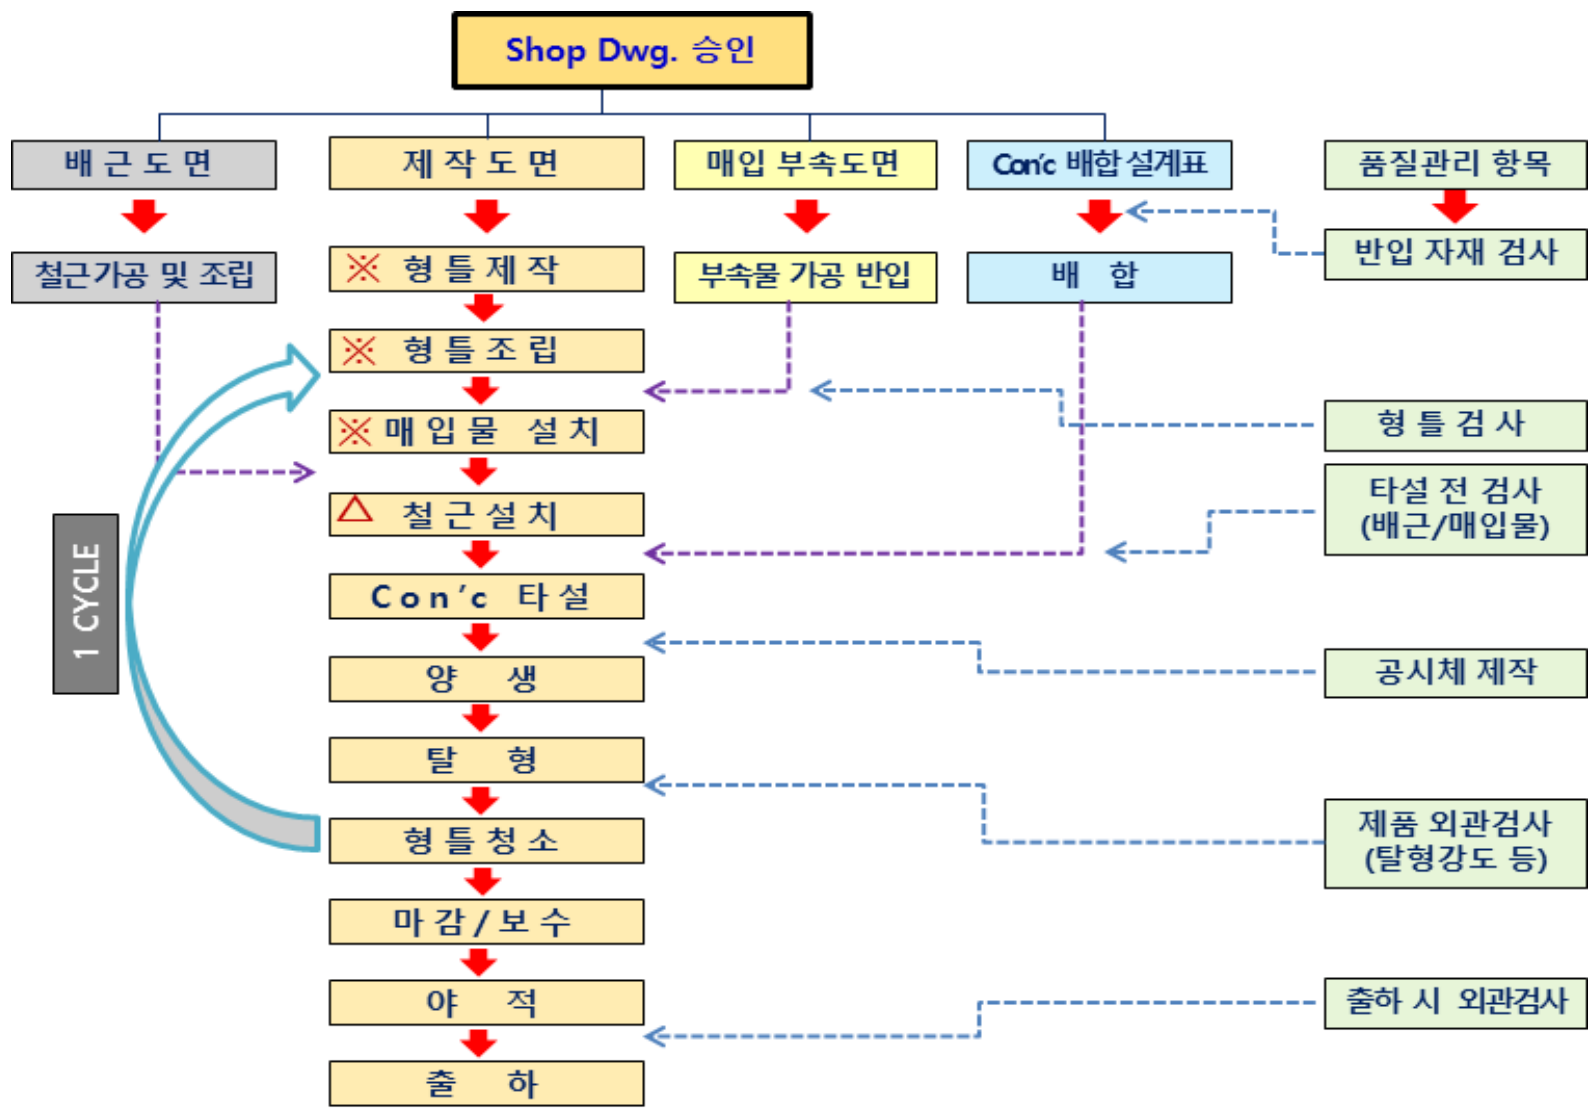 Shop Dwg. 승인
배 근 도 면
제 작 도 면
매입 부속도면
Con'c 배합 설계표
품질관리 항목
철근가공 및 조립
※ 형 틀 제 작
부속물 가공 반입
배 합
반입 자재 검사
※ 형 틀 조 립
※ 매 입 물 설 치
형 틀 검 사
△ 철 근 설 치
타설 전 검사
(배근/매입물)
1 CYCLE
Con'c 타 설
양 생
공시체 제작
탈 형
형 틀 청 소
제품 외관검사
(탈형강도 등)
마 감 / 보 수
야 적
출하 시 외관검사
출 하